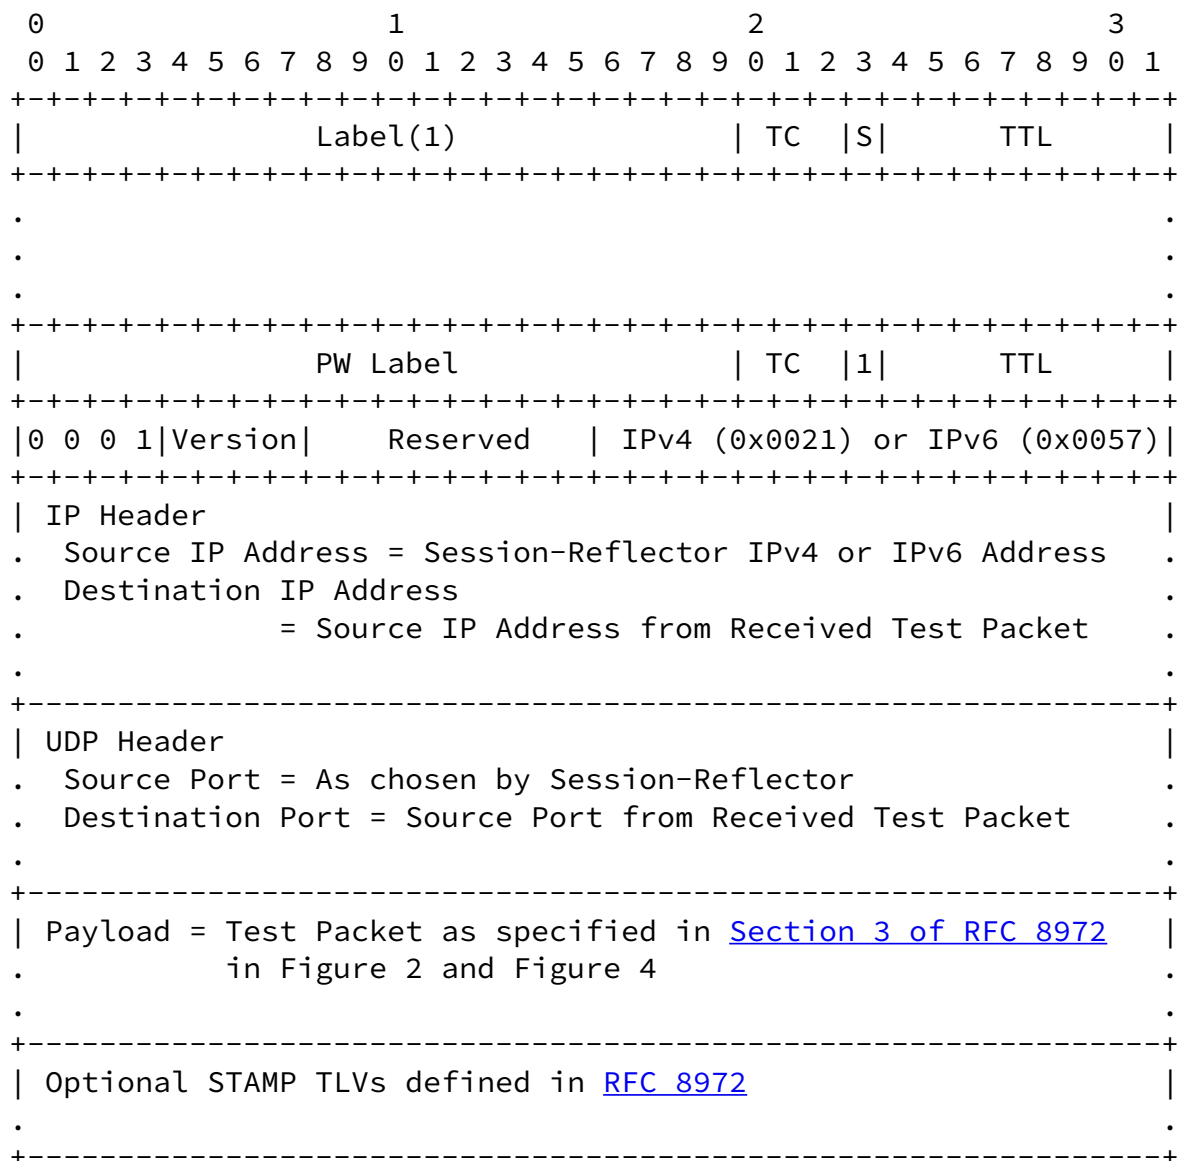 0                   1                   2                   3
 0 1 2 3 4 5 6 7 8 9 0 1 2 3 4 5 6 7 8 9 0 1 2 3 4 5 6 7 8 9 0 1
+-+-+-+-+-+-+-+-+-+-+-+-+-+-+-+-+-+-+-+-+-+-+-+-+-+-+-+-+-+-+-+-+
|                Label(1)               | TC  |S|      TTL      |
+-+-+-+-+-+-+-+-+-+-+-+-+-+-+-+-+-+-+-+-+-+-+-+-+-+-+-+-+-+-+-+-+
.                                                               .
.                                                               .
.                                                               .
+-+-+-+-+-+-+-+-+-+-+-+-+-+-+-+-+-+-+-+-+-+-+-+-+-+-+-+-+-+-+-+-+
|                PW Label               | TC  |1|      TTL      |
+-+-+-+-+-+-+-+-+-+-+-+-+-+-+-+-+-+-+-+-+-+-+-+-+-+-+-+-+-+-+-+-+
|0 0 0 1|Version|    Reserved   | IPv4 (0x0021) or IPv6 (0x0057)|
+-+-+-+-+-+-+-+-+-+-+-+-+-+-+-+-+-+-+-+-+-+-+-+-+-+-+-+-+-+-+-+-+
| IP Header                                                     |
.  Source IP Address = Session-Reflector IPv4 or IPv6 Address   .
.  Destination IP Address                                       .
.              = Source IP Address from Received Test Packet    .
.                                                               .
+---------------------------------------------------------------+
| UDP Header                                                    |
.  Source Port = As chosen by Session-Reflector                 .
.  Destination Port = Source Port from Received Test Packet     .
.                                                               .
+---------------------------------------------------------------+
| Payload = Test Packet as specified in Section 3 of RFC 8972   |
.           in Figure 2 and Figure 4                            .
.                                                               .
+---------------------------------------------------------------+
| Optional STAMP TLVs defined in RFC 8972                       |
.                                                               .
+---------------------------------------------------------------+